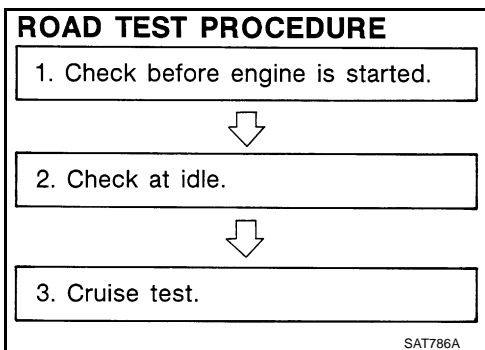 ROAD TEST PROCEDURE
1. Check before engine is started.
2. Check at idle.
3. Cruise test.
SAT786A